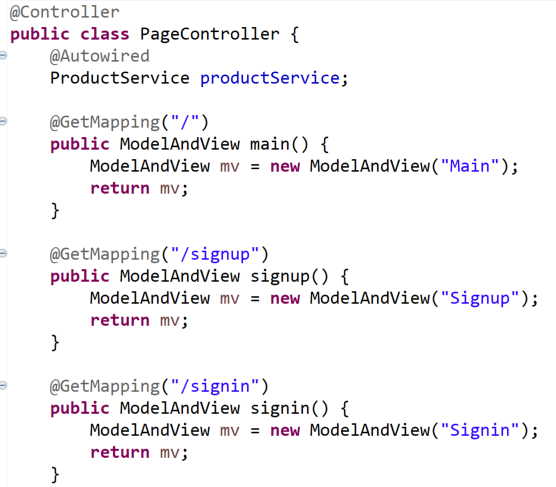 @Controller
public class PageController {
@Autowired
ProductService productService;
@GetMapping("/")
public ModelAndView main() {
ModelAndView mv = new ModelAndView("Main");
return mv;
}
@GetMapping("/signup")
public ModelAndView signup() {
ModelAndView mv = new ModelAndView("Signup");
return mv;
}
@GetMapping("/signin")
public ModelAndView signin() {
ModelAndView mv = new ModelAndView("Signin");
return mv;
}